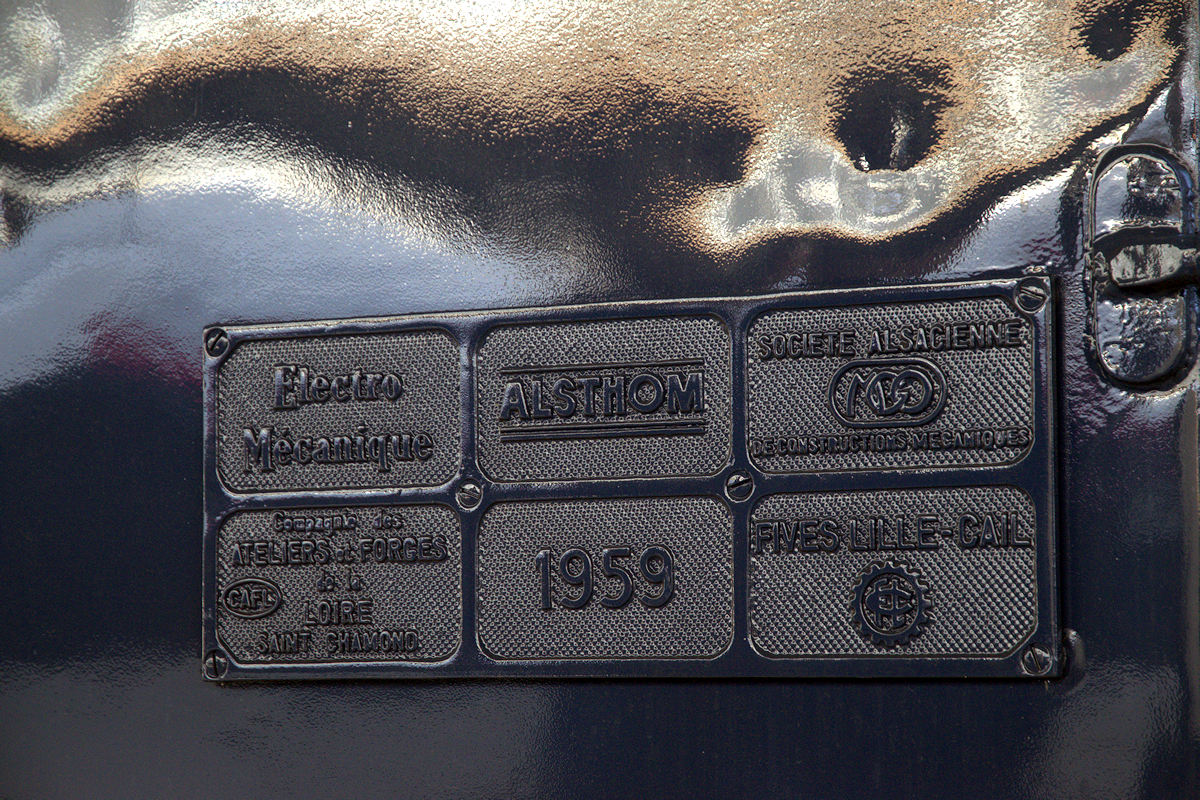 Electro
Mécanique
ALSTHOM
SOCIETE ALSACIENNE
MGO
DE CONSTRUCTIONS MECANIQUES
Compagnie des
ATELIERS et FORGES
de la
CAFL
LOIRE
SAINT CHAMOND
1959
FIVES LILLE-CAIL